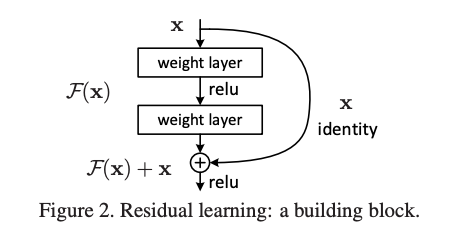 x
weight layer
F(x)
relu
weight layer
x
identity
F(x) + x
+
relu
Figure 2. Residual learning: a building block.